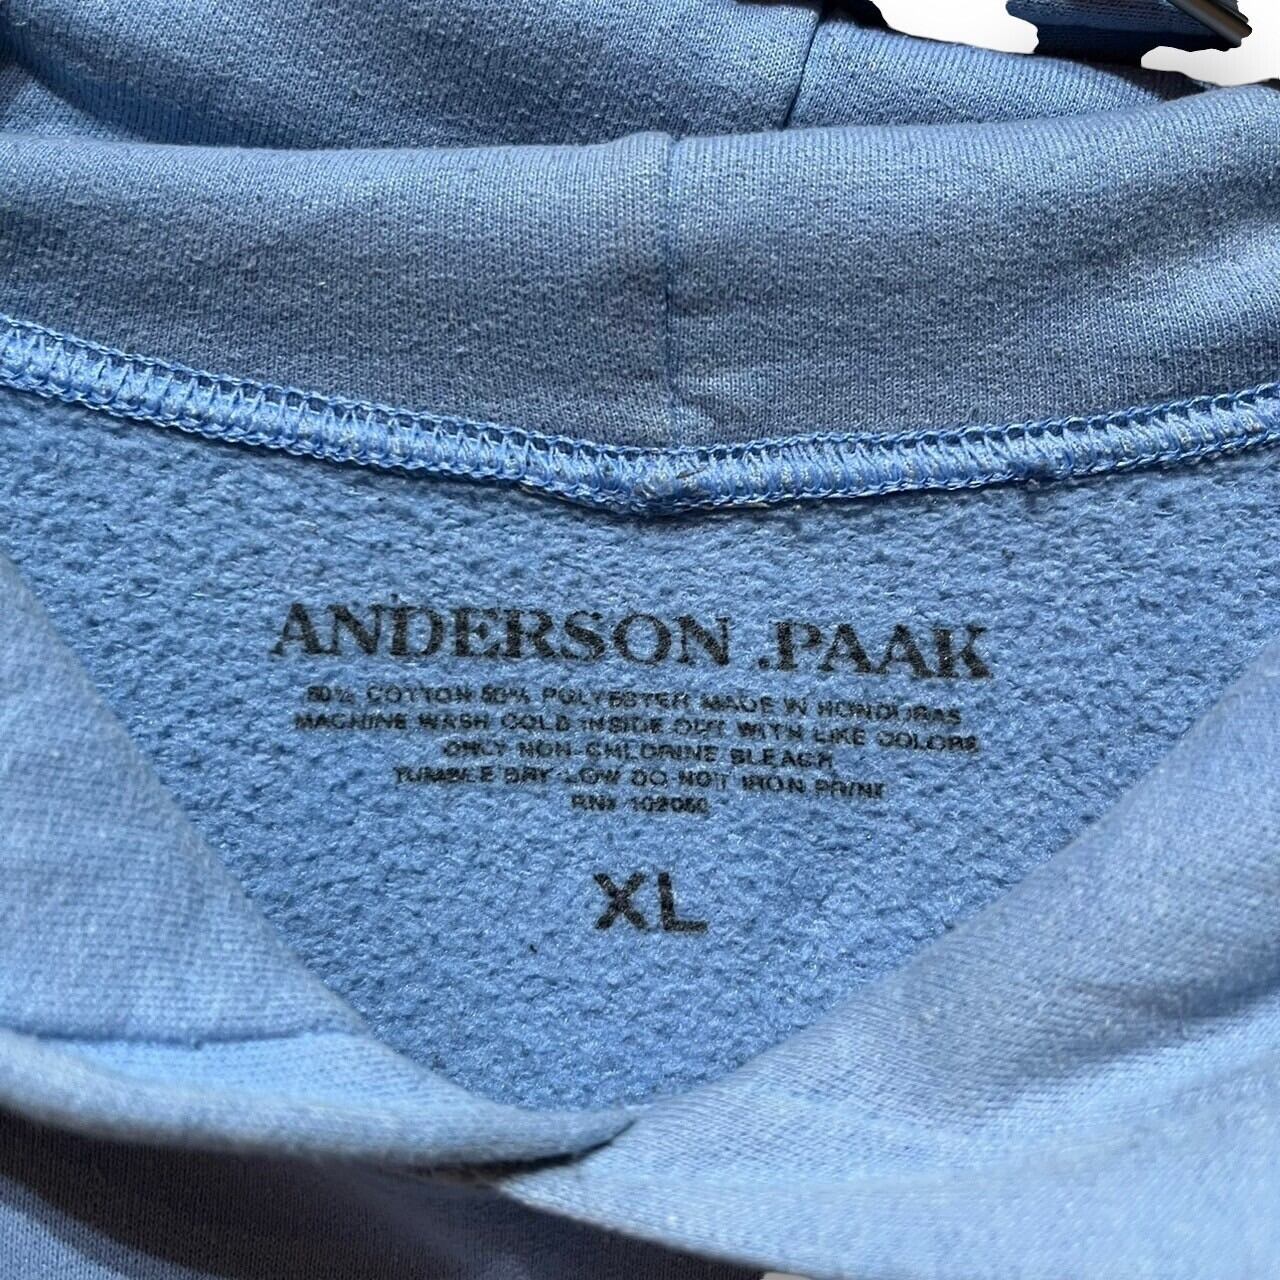 ANDERSON .PAAK
50% COTTON 50% POLYESTER MADE IN HONDURAS
MACHINE WASH COLD INSIDE OUT WITH LIKE COLORS
ONLY NON-CHLORINE BLEACH
TUMBLE DRY LOW DO NOT IRON PRINT
RN#
XL